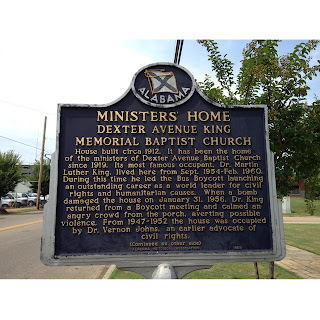 ALABAMA
MINISTERS' HOME
DEXTER AVENUE KING
MEMORIAL BAPTIST CHURCH
House built circa 1912. It has been the home
of the ministers of Dexter Avenue Baptist Church
since 1919. Its most famous occupant, Dr. Martin
Luther King, lived here from Sept. 1954-Feb. 1960.
During this time he led the Bus Boycott launching
an outstanding career as a world leader for civil
rights and humanitarian causes. When a bomb
damaged the house on January 31, 1956, Dr. King
returned from a Boycott meeting and calmed an
angry crowd from the porch, averting possible
violence. From 1947-1952 the house was occupied
by Dr. Vernon Johns, an earlier advocate of
civil rights.
(Continued on other side)